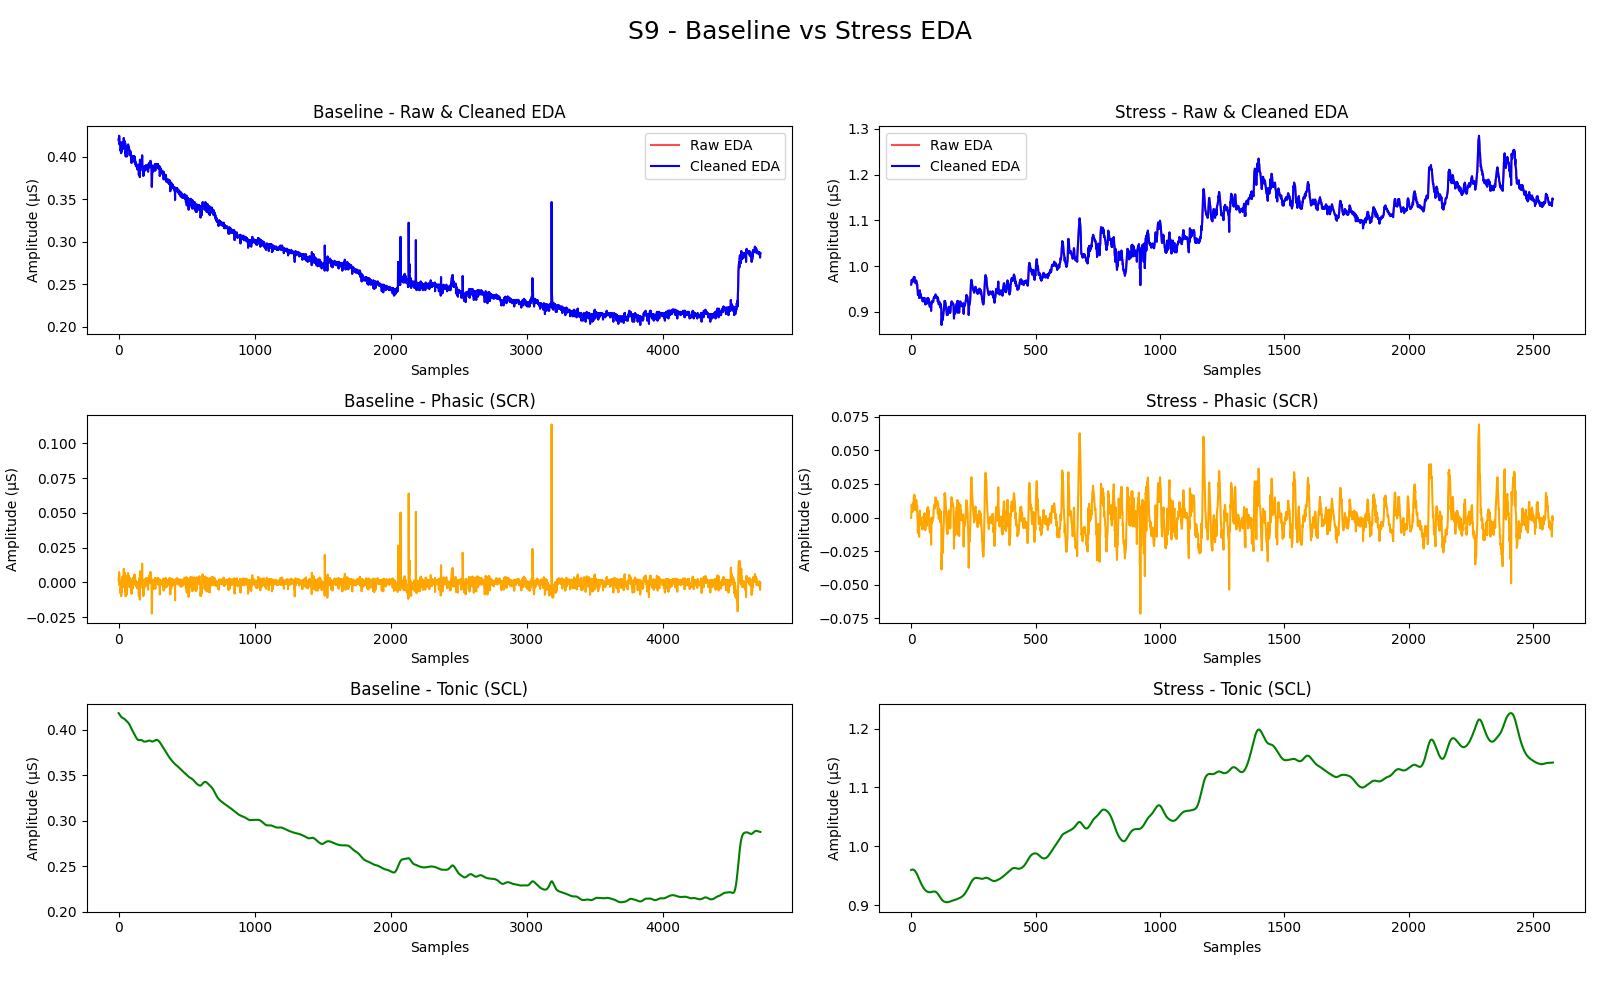 S9 - Baseline vs Stress EDA
Baseline - Raw & Cleaned EDA
Amplitude (µS)
0.40
0.35
0.30
0.25
0.20
Raw EDA
Cleaned EDA
0 1000 2000 3000 4000
Samples
Stress - Raw & Cleaned EDA
Amplitude (µS)
1.3
1.2
1.1
1.0
0.9
Raw EDA
Cleaned EDA
0 500 1000 1500 2000 2500
Samples
Baseline - Phasic (SCR)
Amplitude (µS)
0.100
0.075
0.050
0.025
0.000
−0.025
0 1000 2000 3000 4000
Samples
Stress - Phasic (SCR)
Amplitude (µS)
0.075
0.050
0.025
0.000
−0.025
−0.050
−0.075
0 500 1000 1500 2000 2500
Samples
Baseline - Tonic (SCL)
Amplitude (µS)
0.40
0.35
0.30
0.25
0.20
0 1000 2000 3000 4000
Samples
Stress - Tonic (SCL)
Amplitude (µS)
1.2
1.1
1.0
0.9
0 500 1000 1500 2000 2500
Samples